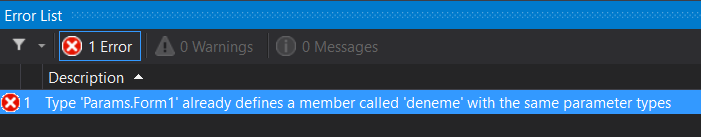 Error List
1 Error
0 Warnings
0 Messages
Description
1 Type 'Params.Form1' already defines a member called 'deneme' with the same parameter types